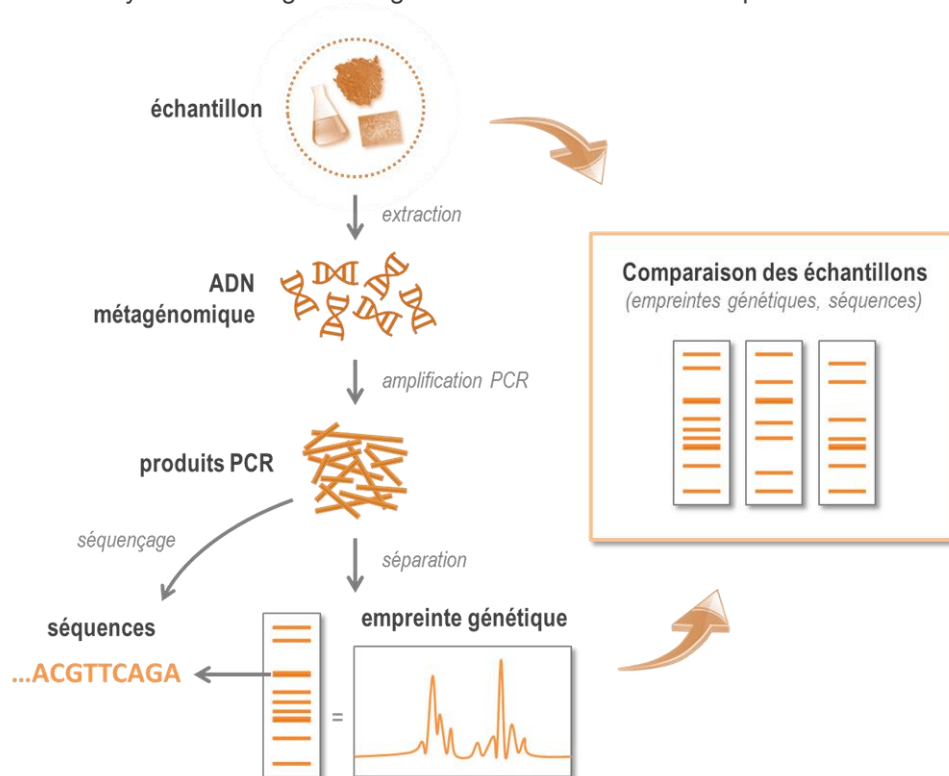 échantillon
extraction
ADN
métagénomique
amplification PCR
produits PCR
séquençage
séparation
séquences
...ACGTTCAGA
empreinte génétique
=
Comparaison des échantillons
(empreintes génétiques, séquences)